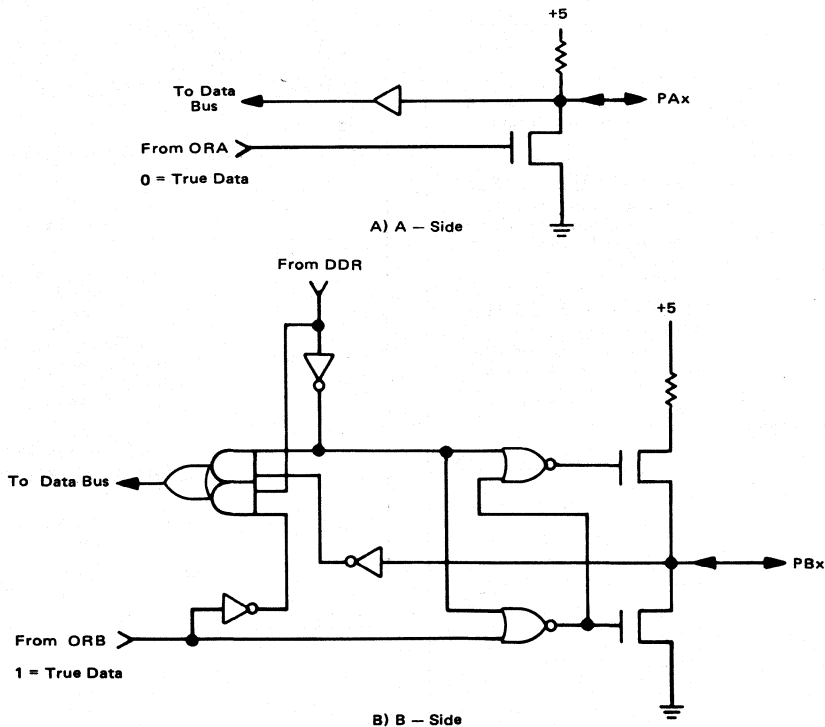 +5
To Data
Bus
PAx
From ORA
0 = True Data
A) A – Side
From DDR
+5
To Data Bus
PBx
From ORB
1 = True Data
B) B – Side